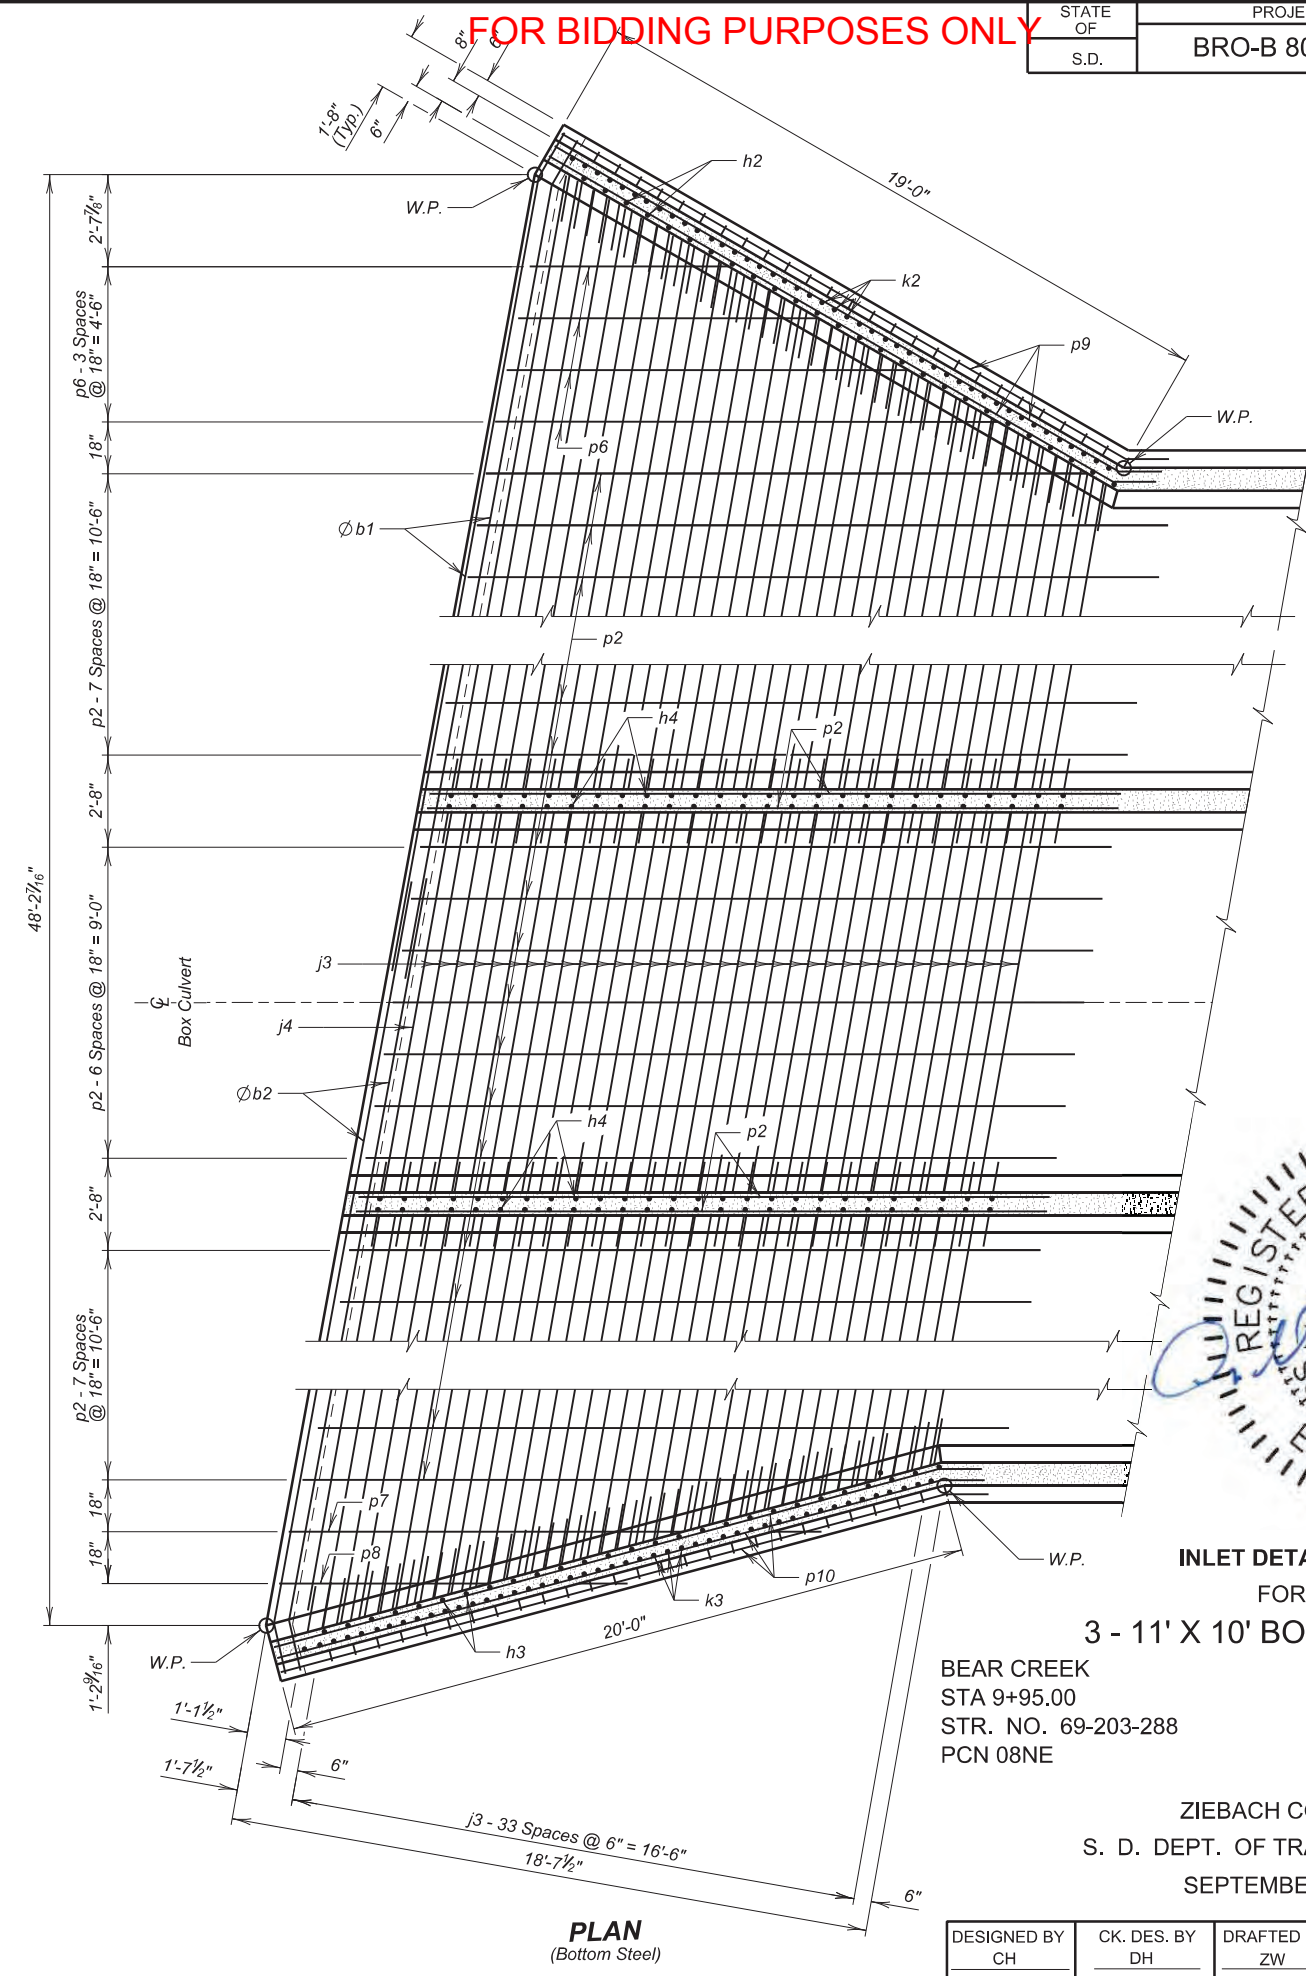 FOR BIDDING PURPOSES ONLY
STATE
OF
S.D.
BRO-B
8"
6"
1'-8"
(Typ.)
6"
W.P.
h2
19'-0"
k2
p9
W.P.
2'-7⅞"
p6 - 3 Spaces
@ 18" = 4'-6"
18"
p6
Øb1
p2 - 7 Spaces @ 18" = 10'-6"
p2
h4
p2
2'-8"
48'-2⁷⁄₁₆"
p2 - 6 Spaces @ 18" = 9'-0"
j3
℄
Box Culvert
j4
Øb2
h4
p2
2'-8"
REGISTE
p2 - 7 Spaces
@ 18" = 10'-6"
18"
p7
18"
p8
p10
k3
W.P.
20'-0"
h3
W.P.
1'-2⁹⁄₁₆"
1'-1½"
1'-7½"
6"
j3 - 33 Spaces @ 6" = 16'-6"
18'-7½"
6"
PLAN
(Bottom Steel)
INLET DETA
FOR
3 - 11' X 10' BO
BEAR CREEK
STA 9+95.00
STR. NO. 69-203-288
PCN 08NE
ZIEBACH
S. D. DEPT. OF TRA
SEPTEMBE
DESIGNED BY
CH
CK. DES. BY
DH
DRAFTED
ZW